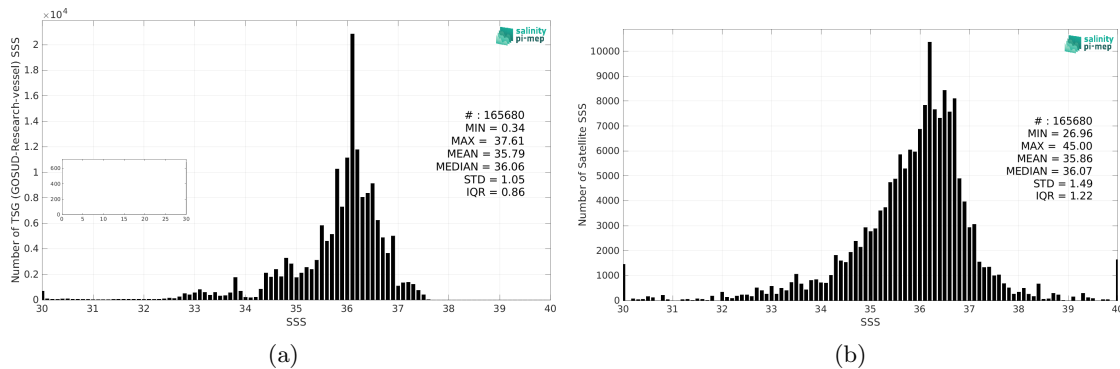 ×10⁴
Number of TSG (GOSUD-Research-vessel) SSS
2
1.8
1.6
1.4
1.2
1
0.8
0.6
0.4
0.2
0
30 31 32 33 34 35 36 37 38 39 40
SSS
600
400
200
0
0 5 10 15 20 25 30
salinity
pi-mep
# : 165680
MIN = 0.34
MAX = 37.61
MEAN = 35.79
MEDIAN = 36.06
STD = 1.05
IQR = 0.86
(a)
Number of Satellite SSS
10000
9000
8000
7000
6000
5000
4000
3000
2000
1000
0
30 31 32 33 34 35 36 37 38 39 40
SSS
salinity
pi-mep
# : 165680
MIN = 26.96
MAX = 45.00
MEAN = 35.86
MEDIAN = 36.07
STD = 1.49
IQR = 1.22
(b)